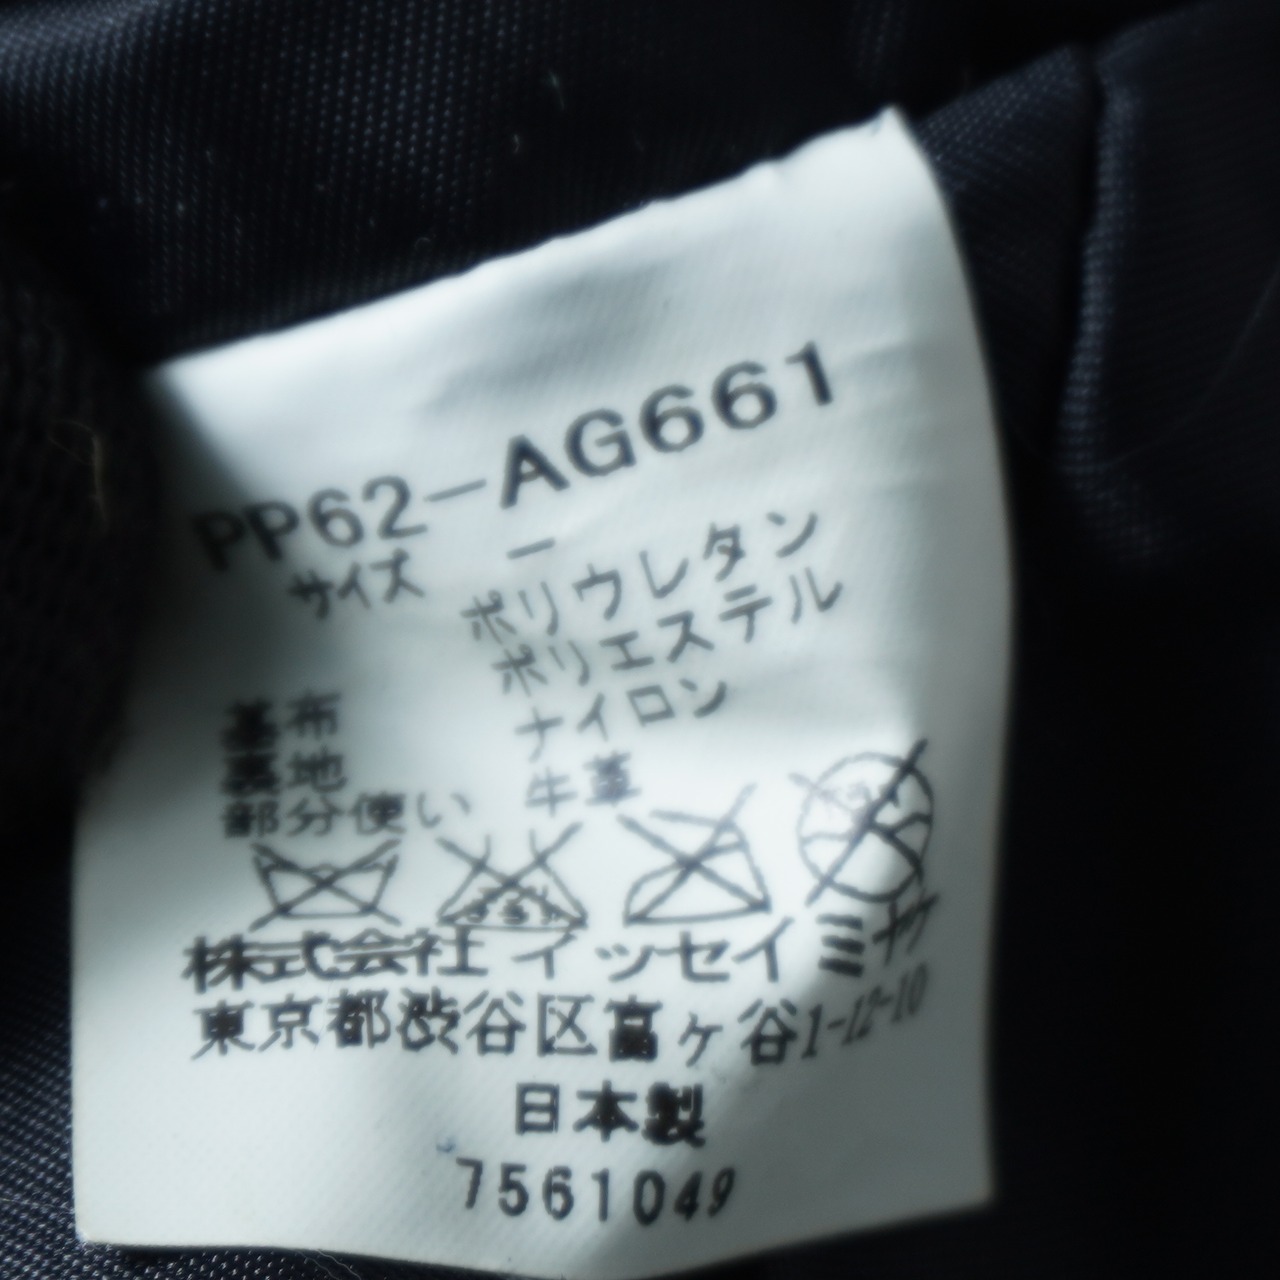 PP62-AG661
サイズ －
ポリウレタン
基布 ポリエステル
裏地 ナイロン
部分使い 牛革
株式会社イッセイミヤケ
東京都渋谷区富ヶ谷1-12-10
日本製
7561049